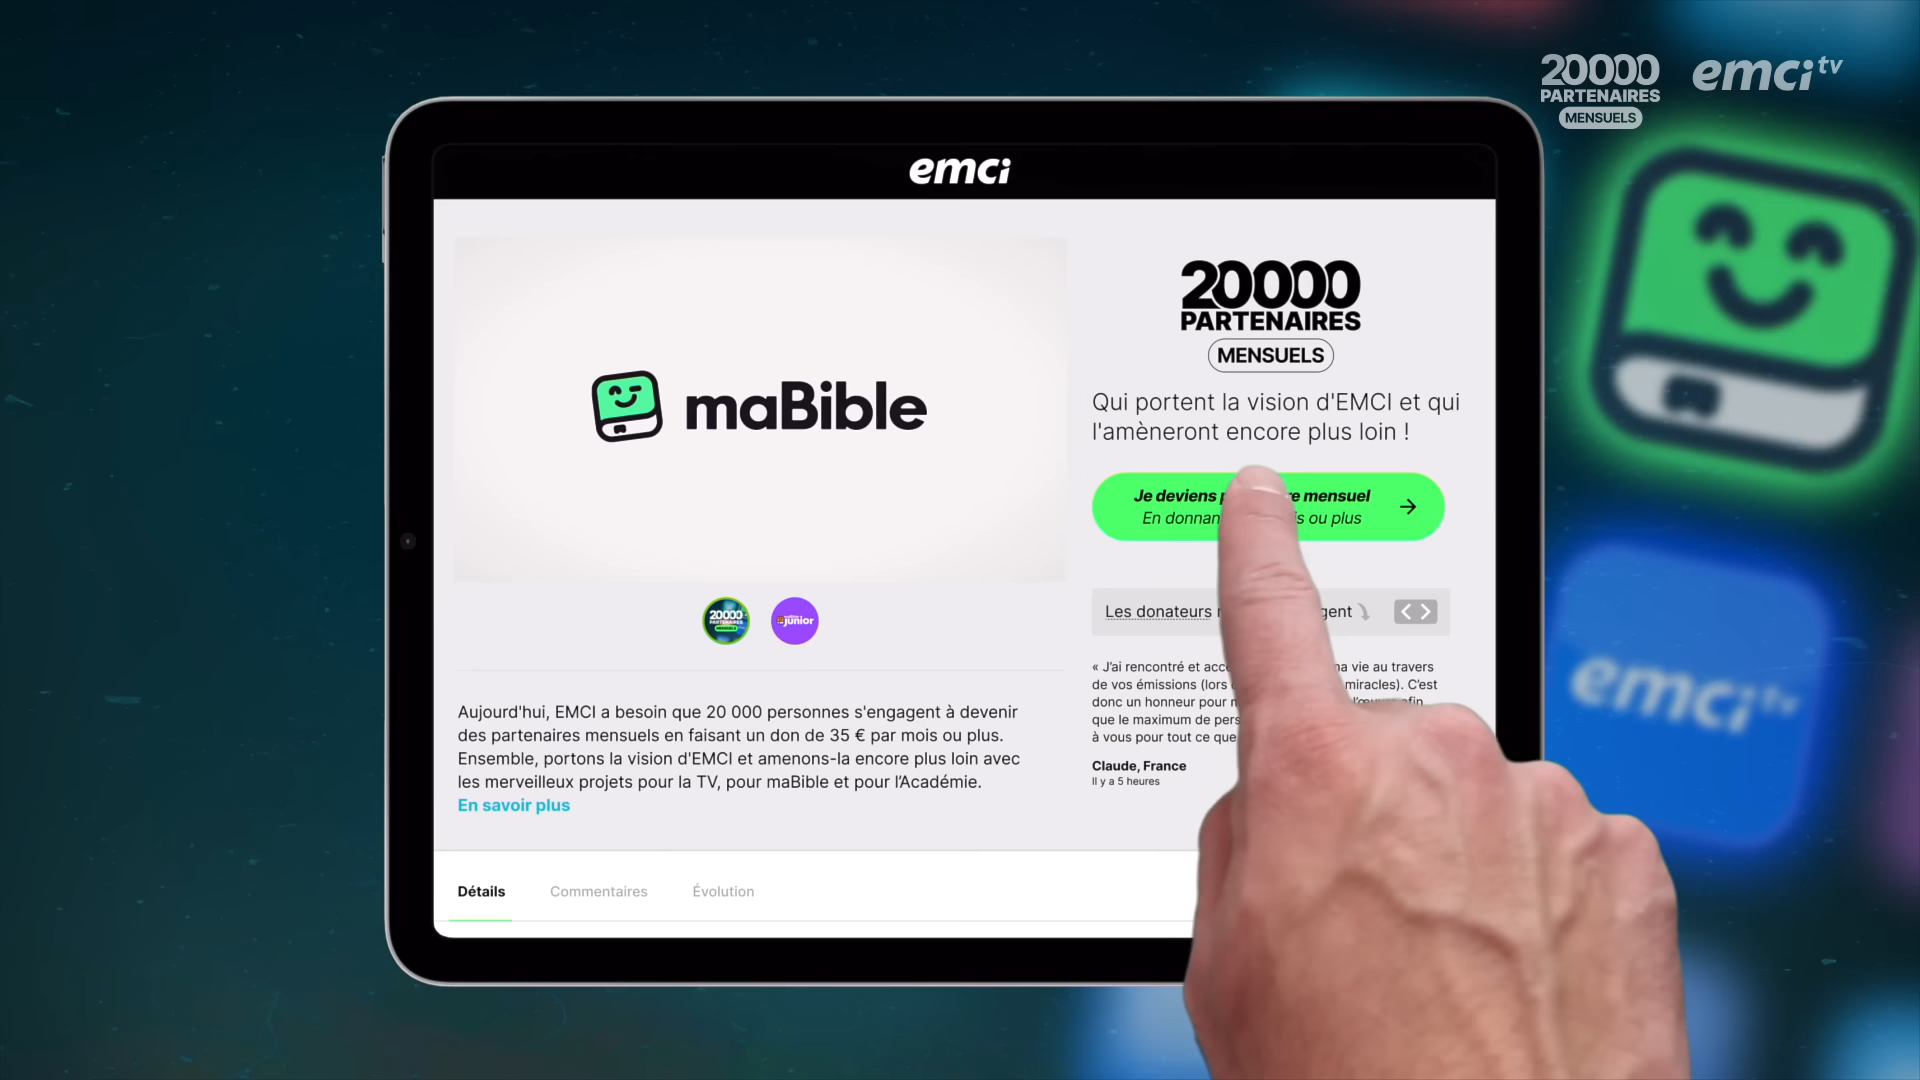 20000
PARTENAIRES
MENSUELS
emci tv
emci
maBible
20000
PARTENAIRES
MENSUELS
Qui portent la vision d'EMCI et qui
l'amèneront encore plus loin !
Je deviens mensuel
En ou plus
Les donateurs
« J'ai rencontré et vie au travers
de vos émissions (lors miracles). C'est
donc un honneur pour
que le maximum de
à vous pour tout ce que
Claude, France
Il y a 5 heures
20000
PARTENAIRES
MENSUELS
junior
Aujourd'hui, EMCI a besoin que 20 000 personnes s'engagent à devenir
des partenaires mensuels en faisant un don de 35 € par mois ou plus.
Ensemble, portons la vision d'EMCI et amenons-la encore plus loin avec
les merveilleux projets pour la TV, pour maBible et pour l'Académie.
En savoir plus
Détails Commentaires Évolution
emci tv